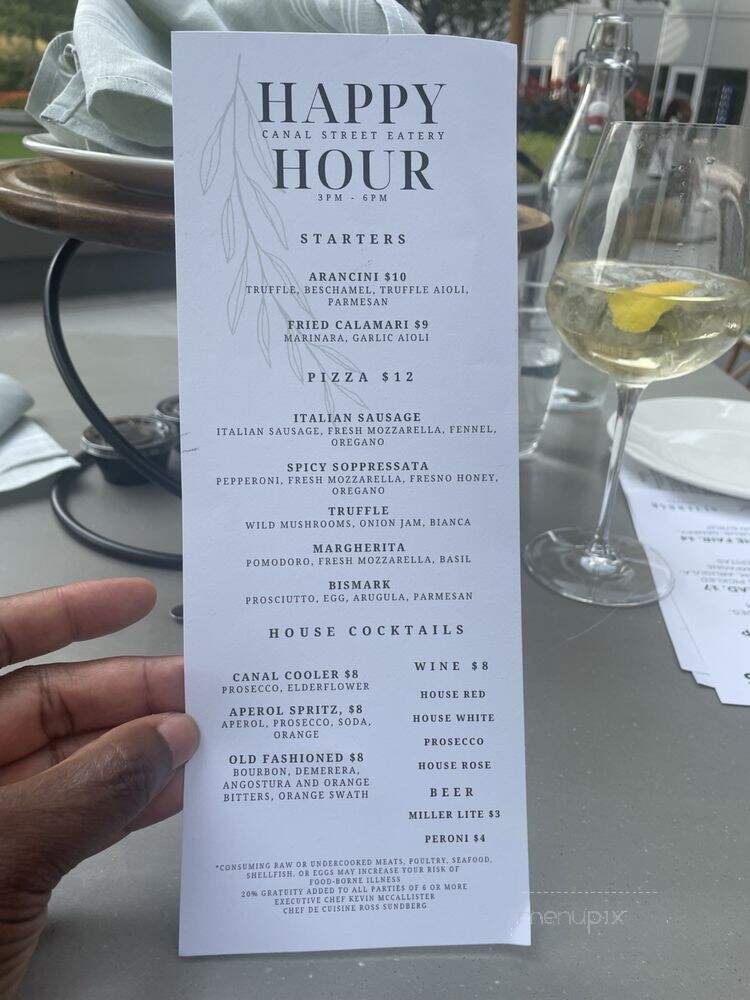 HAPPY
CANAL STREET EATERY
HOUR
3PM - 6PM
STARTERS
ARANCINI $10
TRUFFLE, BESCHAMEL, TRUFFLE AIOLI,
PARMESAN
FRIED CALAMARI $9
MARINARA, GARLIC AIOLI
PIZZA $12
ITALIAN SAUSAGE
ITALIAN SAUSAGE, FRESH MOZZARELLA, FENNEL,
OREGANO
SPICY SOPPRESSATA
PEPPERONI, FRESH MOZZARELLA, FRESNO HONEY,
OREGANO
TRUFFLE
WILD MUSHROOMS, ONION JAM, BIANCA
MARGHERITA
POMODORO, FRESH MOZZARELLA, BASIL
BISMARK
PROSCIUTTO, EGG, ARUGULA, PARMESAN
HOUSE COCKTAILS
CANAL COOLER $8
PROSECCO, ELDERFLOWER
APEROL SPRITZ, $8
APEROL, PROSECCO, SODA,
ORANGE
OLD FASHIONED $8
BOURBON, DEMERERA,
ANGOSTURA AND ORANGE
BITTERS, ORANGE SWATH
WINE $8
HOUSE RED
HOUSE WHITE
PROSECCO
HOUSE ROSE
BEER
MILLER LITE $3
PERONI $4
*CONSUMING RAW OR UNDERCOOKED MEATS, POULTRY, SEAFOOD,
SHELLFISH, OR EGGS MAY INCREASE YOUR RISK OF
FOOD-BORNE ILLNESS
20% GRATUITY ADDED TO ALL PARTIES OF 6 OR MORE
EXECUTIVE CHEF KEVIN MCCALLISTER
CHEF DE CUISINE ROSS SUNDBERG
menupix